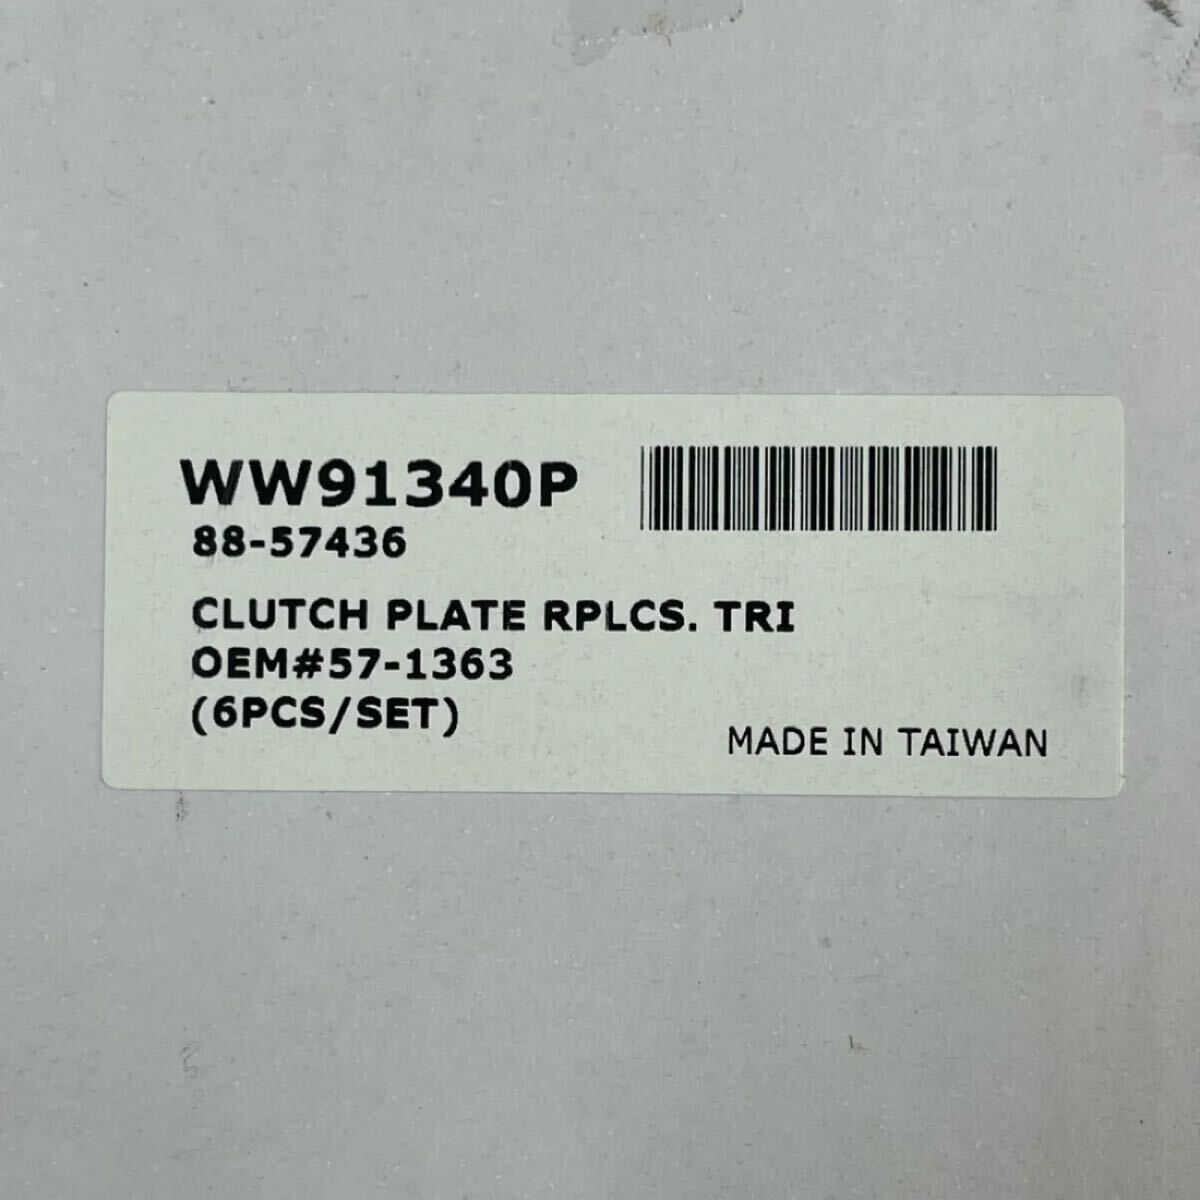 WW91340P
88-57436
CLUTCH PLATE RPLCS. TRI
OEM#57-1363
(6PCS/SET)
MADE IN TAIWAN